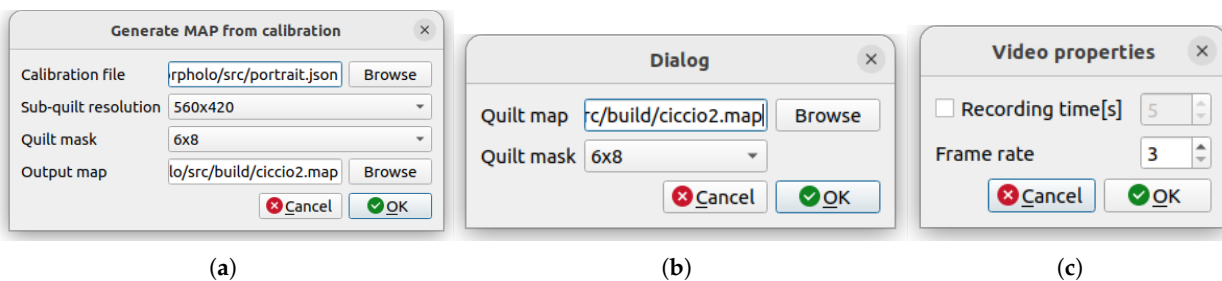 Generate MAP from calibration
Calibration file rpholo/src/portrait.json Browse
Sub-quilt resolution 560x420
Quilt mask 6x8
Output map lo/src/build/ciccio2.map Browse
Cancel OK
(a)
Dialog
Quilt map rc/build/ciccio2.map Browse
Quilt mask 6x8
Cancel OK
(b)
Video properties
Recording time[s] 5
Frame rate 3
Cancel OK
(c)